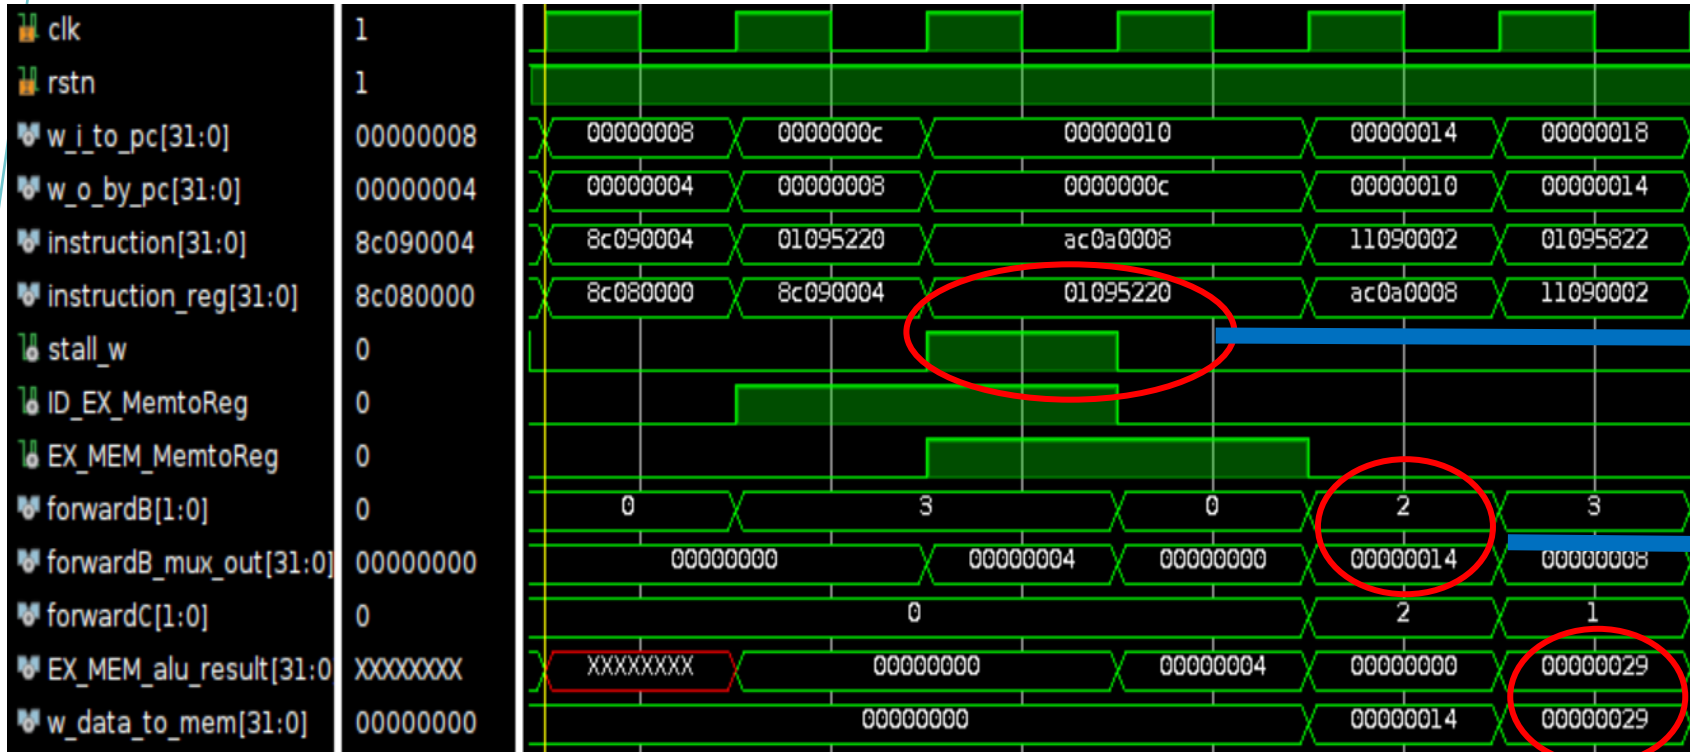 clk 1
rstn 1
w_i_to_pc[31:0] 00000008 00000008 0000000c 00000010 00000014 00000018
w_o_by_pc[31:0] 00000004 00000004 00000008 0000000c 00000010 00000014
instruction[31:0] 8c090004 8c090004 01095220 ac0a0008 11090002 01095822
instruction_reg[31:0] 8c080000 8c080000 8c090004 01095220 ac0a0008 11090002
stall_w 0
ID_EX_MemtoReg 0
EX_MEM_MemtoReg 0
forwardB[1:0] 0 0 3 0 2 3
forwardB_mux_out[31:0] 00000000 00000000 00000004 00000000 00000014 00000008
forwardC[1:0] 0 0 2 1
EX_MEM_alu_result[31:0 XXXXXXXX XXXXXXXX 00000000 00000004 00000000 00000029
w_data_to_mem[31:0] 00000000 00000000 00000014 00000029